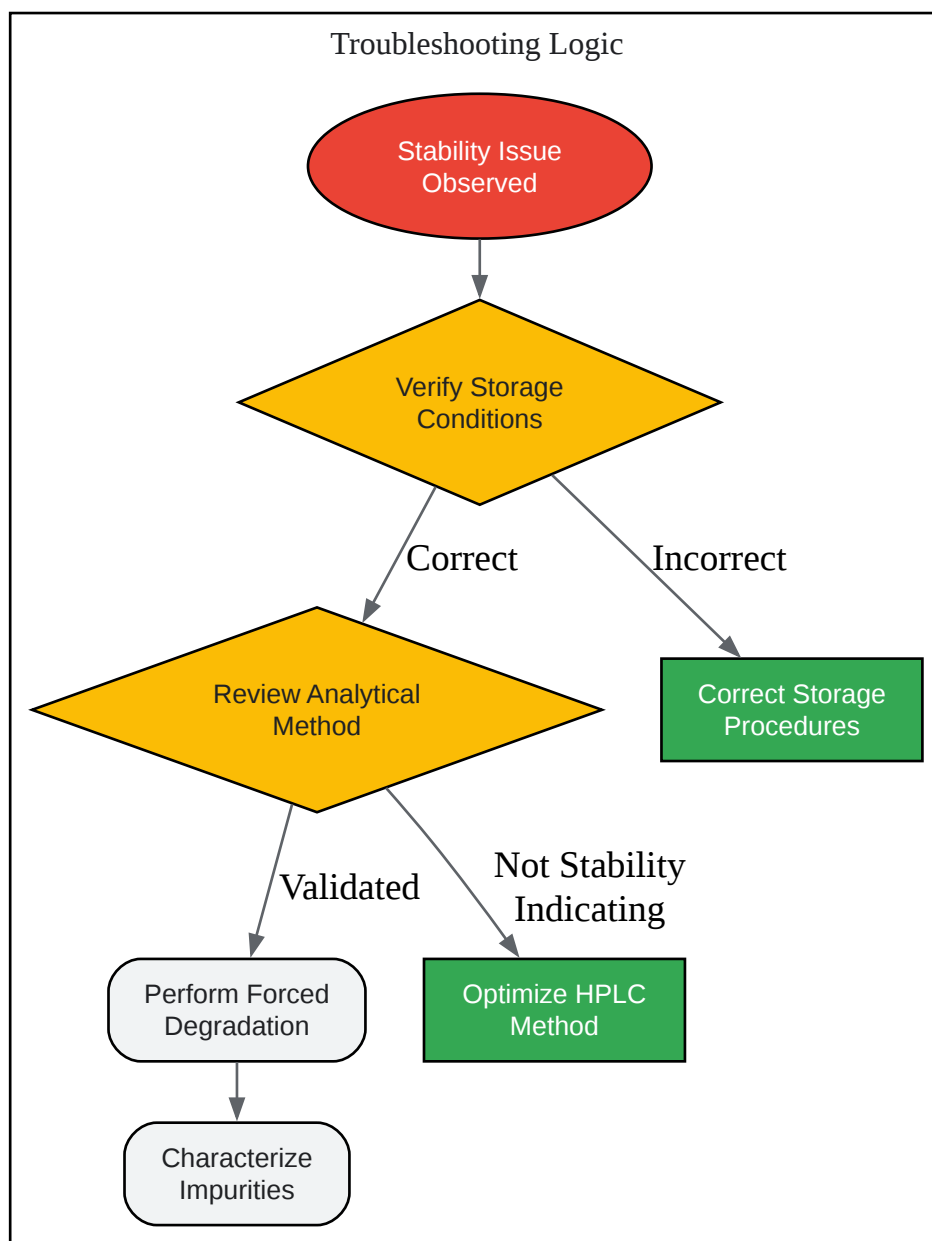 Troubleshooting Logic
Stability Issue
Observed
Verify Storage
Conditions
Correct
Incorrect
Review Analytical
Method
Correct Storage
Procedures
Validated
Not Stability
Indicating
Perform Forced
Degradation
Optimize HPLC
Method
Characterize
Impurities